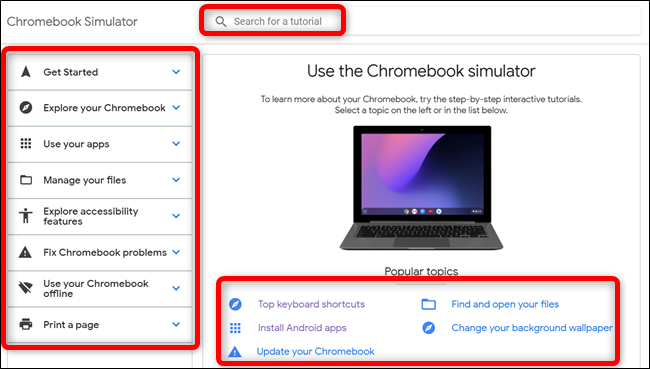 Chromebook Simulator
Search for a tutorial
Get Started
Explore your Chromebook
Use your apps
Manage your files
Explore accessibility
features
Fix Chromebook problems
Use your Chromebook
offline
Print a page
Use the Chromebook simulator
To learn more about your Chromebook, try the step-by-step interactive tutorials.
Select a topic on the left or in the list below.
Popular topics
Top keyboard shortcuts
Find and open your files
Install Android apps
Change your background wallpaper
Update your Chromebook